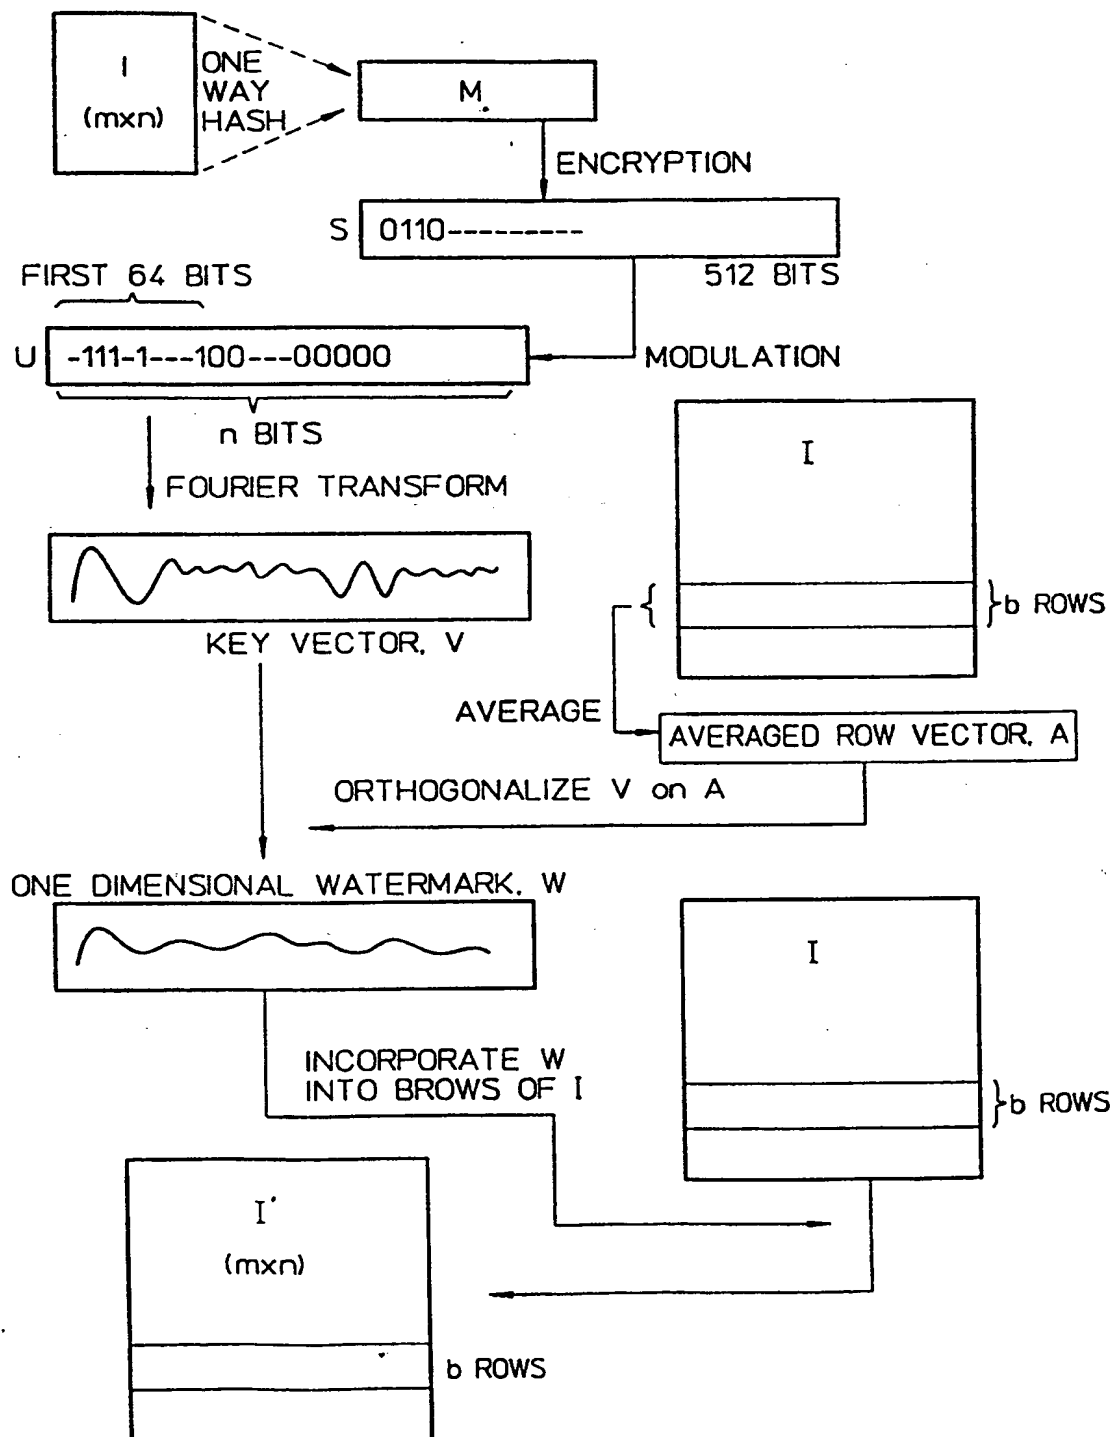 I
(mxn)
ONE
WAY
HASH
M
ENCRYPTION
S
0110---------
512 BITS
FIRST 64 BITS
U
-111-1---100---00000
MODULATION
n BITS
FOURIER TRANSFORM
I
b ROWS
KEY VECTOR, V
AVERAGE
AVERAGED ROW VECTOR, A
ORTHOGONALIZE V on A
ONE DIMENSIONAL WATERMARK, W
I
INCORPORATE W
INTO BROWS OF I
b ROWS
I'
(mxn)
b ROWS